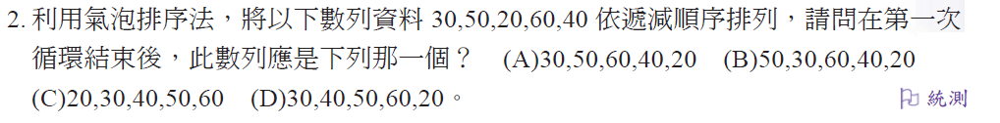 2. 利用氣泡排序法，將以下數列資料 30,50,20,60,40 依遞減順序排列，請問在第一次
循環結束後，此數列應是下列那一個？ (A)30,50,60,40,20 (B)50,30,60,40,20
(C)20,30,40,50,60 (D)30,40,50,60,20。 統測